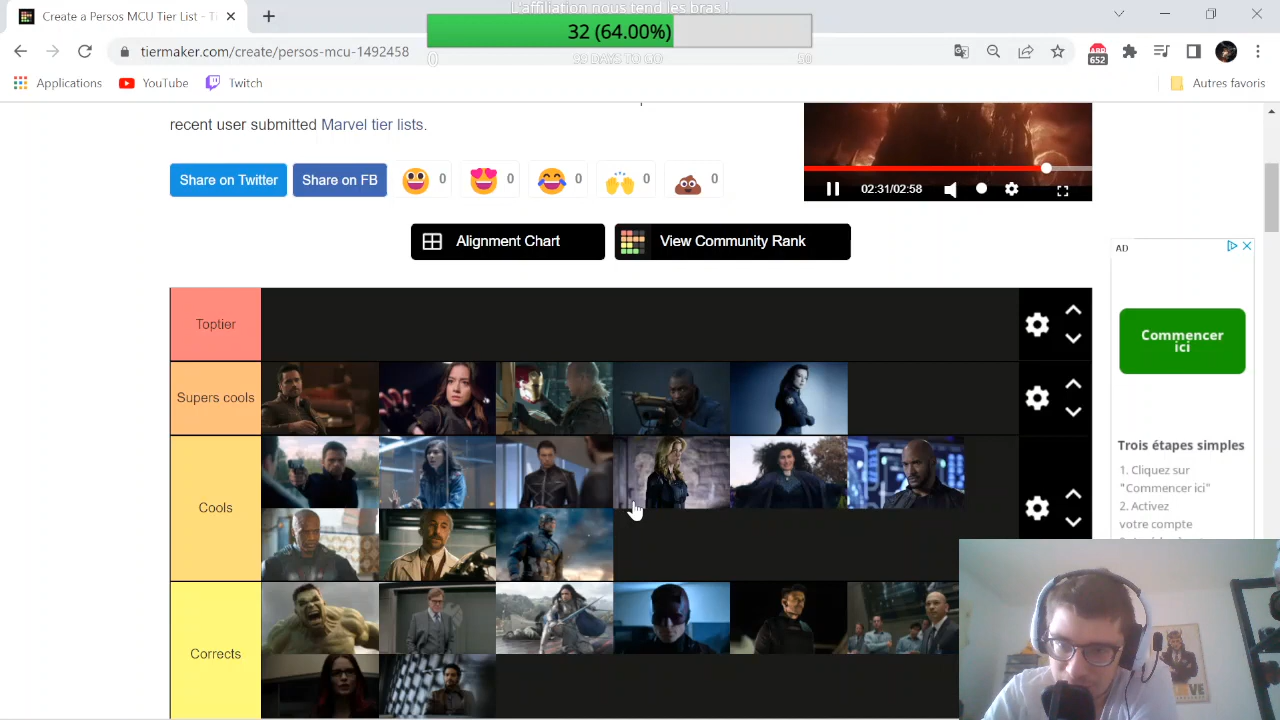 Create a Persos MCU Tier List - Ti
L'affiliation nous tend les bras !
32 (64.00%)
tiermaker.com/create/persos-mcu-1492458
652
Applications
YouTube
Twitch
Autres favoris
recent user submitted Marvel tier lists.
Share on Twitter
Share on FB
0
0
0
0
0
02:31/02:58
Alignment Chart
View Community Rank
AD
Commencer
ici
Trois étapes simples
1. Cliquez sur
"Commencer ici"
2. Activez
votre compte
Toptier
Supers cools
Cools
Corrects